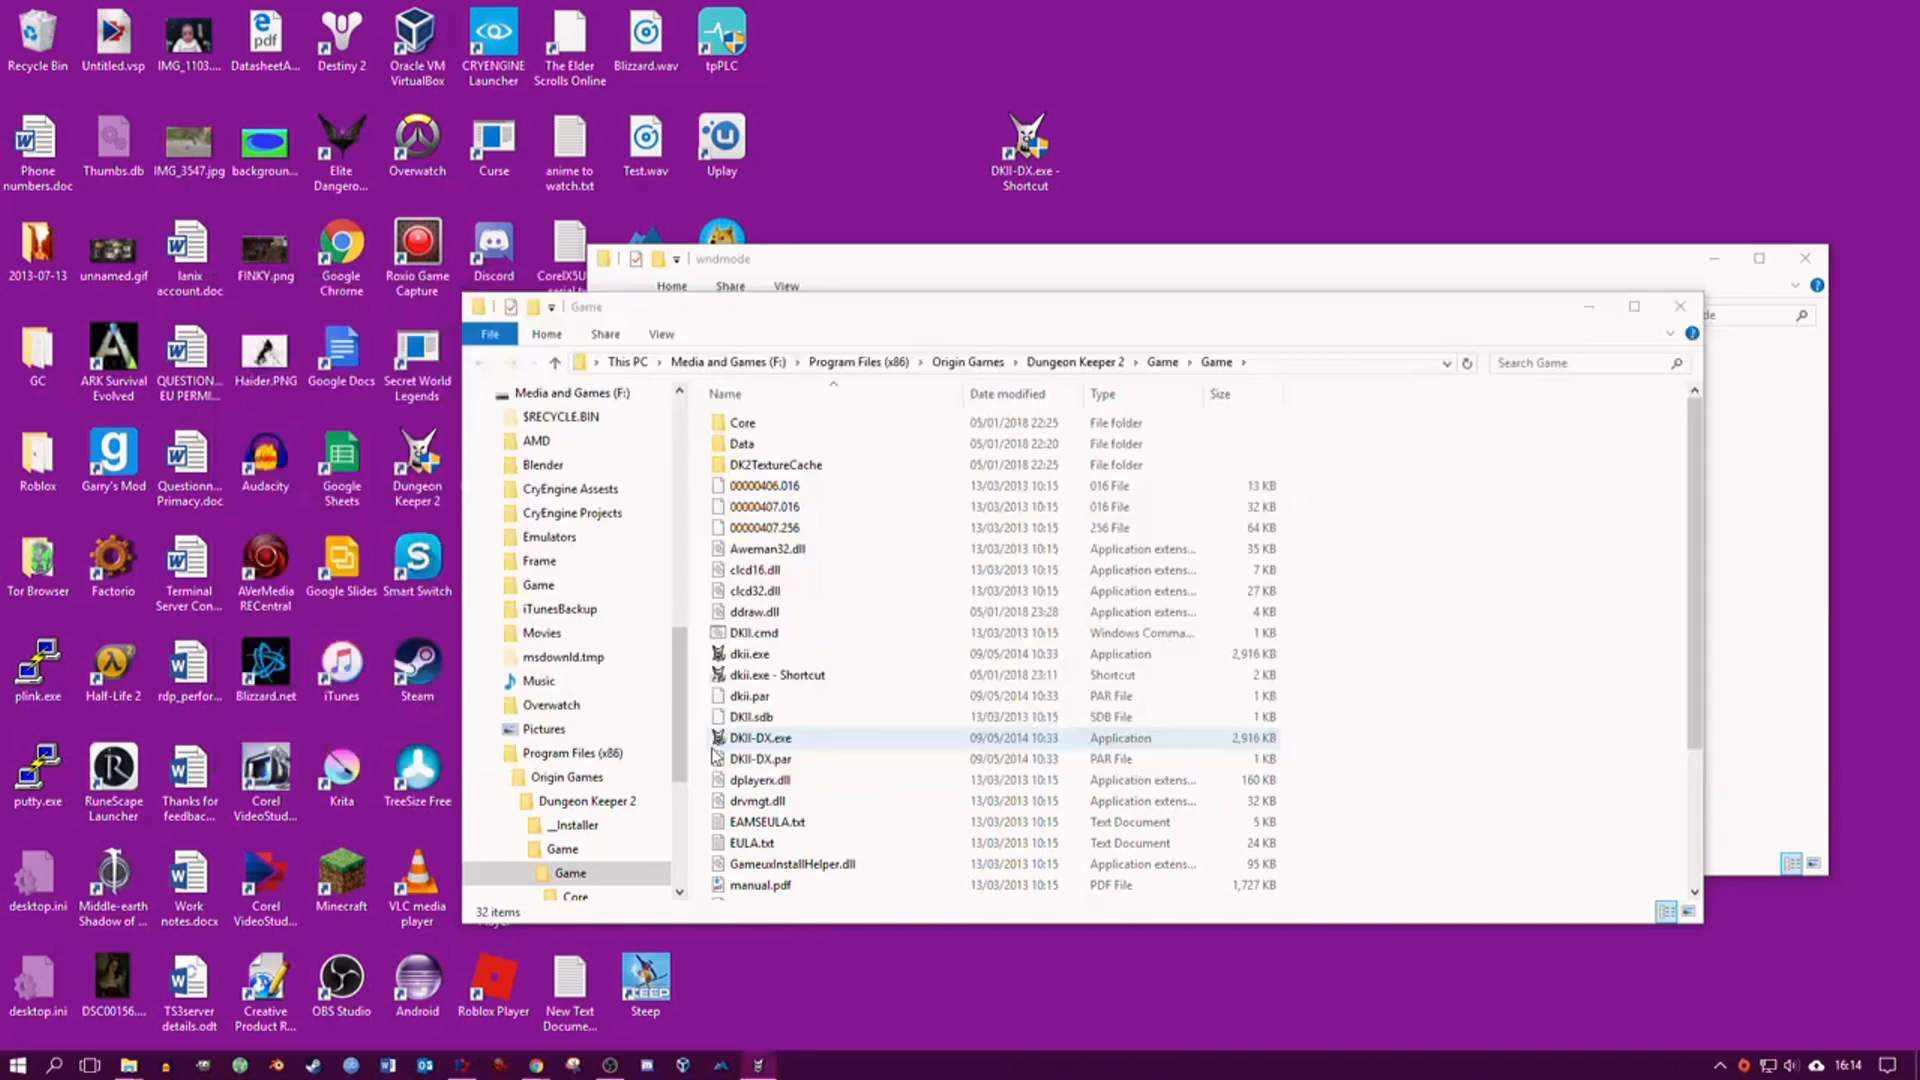 Recycle Bin
Untitled.vsp
IMG_1103....
DatasheetA...
Destiny 2
Oracle VM
VirtualBox
CRYENGINE
Launcher
The Elder
Scrolls Online
Blizzard.wav
tpPLC
Phone
numbers.doc
Thumbs.db
IMG_3547.jpg
backgroun...
Elite
Dangero...
Overwatch
Curse
anime to
watch.txt
Test.wav
Uplay
DKII-DX.exe -
Shortcut
2013-07-13
unnamed.gif
lanix
account.doc
FINKY.png
Google
Chrome
Roxio Game
Capture
Discord
CorelX5U
GC
ARK Survival
Evolved
QUESTION...
EU PERMI...
Haider.PNG
Google Docs
Secret World
Legends
Roblox
Garry's Mod
Questionn...
Primacy.doc
Audacity
Google
Sheets
Dungeon
Keeper 2
Tor Browser
Factorio
Terminal
Server Con...
AVerMedia
RECentral
Google Slides
Smart Switch
plink.exe
Half-Life 2
rdp_perfor...
Blizzard.net
iTunes
Steam
putty.exe
RuneScape
Launcher
Thanks for
feedbac...
Corel
VideoStud...
Krita
TreeSize Free
desktop.ini
Middle-earth
Shadow of ...
Work
notes.docx
Corel
VideoStud...
Minecraft
VLC media
player
desktop.ini
DSC00156....
TS3server
details.odt
Creative
Product R...
OBS Studio
Android
Roblox Player
New Text
Docume...
Steep
wndmode
Home Share View
de
Game
File Home Share View
This PC › Media and Games (F:) › Program Files (x86) › Origin Games › Dungeon Keeper 2 › Game › Game ›
Search Game
Media and Games (F:)
$RECYCLE.BIN
AMD
Blender
CryEngine Assests
CryEngine Projects
Emulators
Frame
Game
iTunesBackup
Movies
msdownld.tmp
Music
Overwatch
Pictures
Program Files (x86)
Origin Games
Dungeon Keeper 2
__Installer
Game
Game
Core
Name Date modified Type Size
Core 05/01/2018 22:25 File folder
Data 05/01/2018 22:20 File folder
DK2TextureCache 05/01/2018 22:25 File folder
00000406.016 13/03/2013 10:15 016 File 13 KB
00000407.016 13/03/2013 10:15 016 File 32 KB
00000407.256 13/03/2013 10:15 256 File 64 KB
Aweman32.dll 13/03/2013 10:15 Application extens... 35 KB
clcd16.dll 13/03/2013 10:15 Application extens... 7 KB
clcd32.dll 13/03/2013 10:15 Application extens... 27 KB
ddraw.dll 05/01/2018 23:28 Application extens... 4 KB
DKII.cmd 13/03/2013 10:15 Windows Comma... 1 KB
dkii.exe 09/05/2014 10:33 Application 2,916 KB
dkii.exe - Shortcut 05/01/2018 23:11 Shortcut 2 KB
dkii.par 09/05/2014 10:33 PAR File 1 KB
DKII.sdb 13/03/2013 10:15 SDB File 1 KB
DKII-DX.exe 09/05/2014 10:33 Application 2,916 KB
DKII-DX.par 09/05/2014 10:33 PAR File 1 KB
dplayerx.dll 13/03/2013 10:15 Application extens... 160 KB
drvmgt.dll 13/03/2013 10:15 Application extens... 32 KB
EAMSEULA.txt 13/03/2013 10:15 Text Document 5 KB
EULA.txt 13/03/2013 10:15 Text Document 24 KB
GameuxInstallHelper.dll 13/03/2013 10:15 Application extens... 95 KB
manual.pdf 13/03/2013 10:15 PDF File 1,727 KB
32 items
16:14